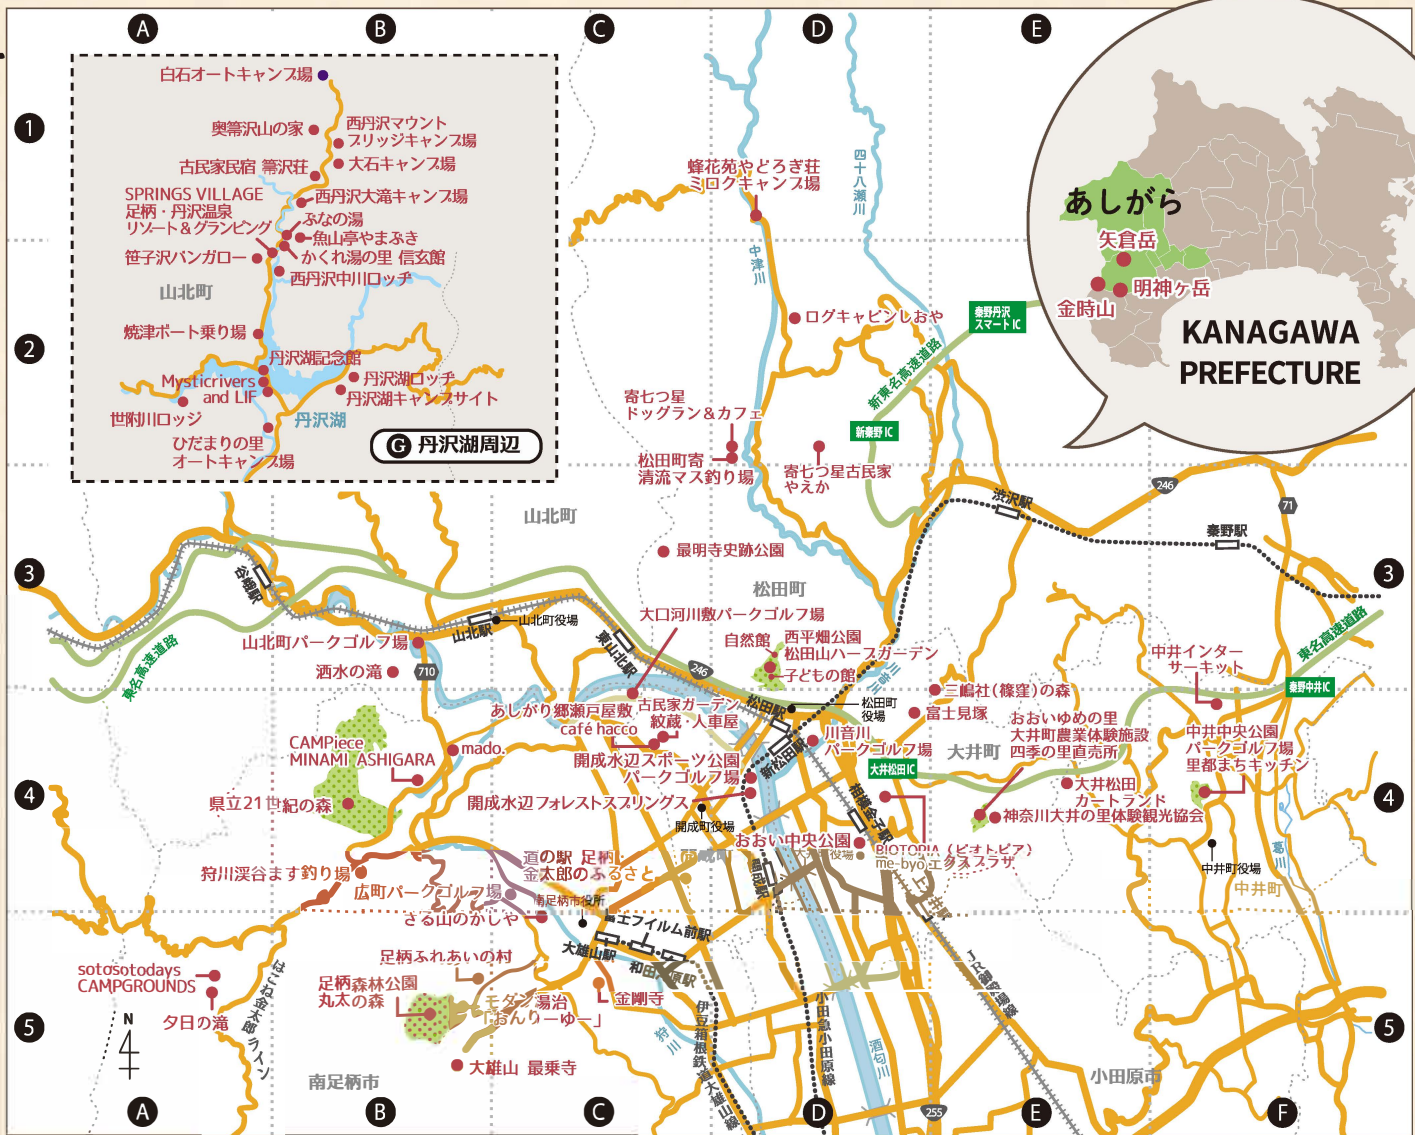 A
B
C
D
E
1
白石オートキャンプ場
奥箒沢山の家
西丹沢マウント
ブリッジキャンプ場
大石キャンプ場
古民家民宿 箒沢荘
SPRINGS VILLAGE
足柄・丹沢温泉
リゾート＆グランピング
西丹沢大滝キャンプ場
ふなの湯
魚山亭やまぶき
かくれ湯の里 信玄館
笹子沢バンガロー
西丹沢中川ロッヂ
山北町
焼津ボート乗り場
丹沢湖記念館
Mysticrivers
and LIF
丹沢湖ロッヂ
丹沢湖キャンプサイト
世附川ロッジ
丹沢湖
ひだまりの里
オートキャンプ場
G 丹沢湖周辺
2
蜂花苑やどろぎ荘
ミロクキャンプ場
四十八瀬川
中津川
ログキャビンしおや
秦野丹沢
スマートIC
新東名高速道路
新秦野IC
寄七つ星
ドッグラン＆カフェ
松田町寄
清流マス釣り場
寄七つ星古民家
やえか
あしがら
矢倉岳
明神ヶ岳
金時山
KANAGAWA
PREFECTURE
246
71
渋沢駅
秦野駅
山北町
最明寺史跡公園
3
3
谷峨駅
松田町
大口河川敷パークゴルフ場
自然館
西平畑公園
松田山ハーブガーデン
子どもの館
山北駅
山北町役場
東山北駅
山北町パークゴルフ場
246
東名高速道路
東名高速道路
洒水の滝
710
川音川
中井インター
サーキット
秦野中井IC
三嶋社(篠窪)の森
富士見塚
あしがり郷瀬戸屋敷
古民家ガーデン
紋蔵・人車屋
café hacco
松田駅
松田町
役場
新松田駅
川音川
パークゴルフ場
大井町
おおいゆめの里
大井町農業体験施設
四季の里直売所
中井中央公園
パークゴルフ場
里都まちキッチン
CAMPiece
MINAMI ASHIGARA
mado.
開成水辺スポーツ公園
パークゴルフ場
大井松田IC
大井松田
カートランド
4
4
県立21世紀の森
開成水辺フォレストスプリングス
開成町役場
相模金子駅
神奈川大井の里体験観光協会
おおい中央公園
BIOTOPIA（ビオトピア）
me-byoエクスプラザ
中井町役場
葛川
中井町
狩川渓谷ます釣り場
道の駅 足柄
金太郎のふるさと
開成駅
広町パークゴルフ場
南足柄市役所
さる山のかしや
富士フイルム前駅
大雄山駅
足柄ふれあいの村
sotosotodays
CAMPGROUNDS
足柄森林公園
丸太の森
モダン湯治
「おんりーゆー」
金剛寺
夕日の滝
はこね金太郎ライン
N
5
5
大雄山 最乗寺
南足柄市
狩川
伊豆箱根鉄道大雄山線
小田急小田原線
酒匂川
JR御殿場線
小田原市
255
A
B
C
D
E
F